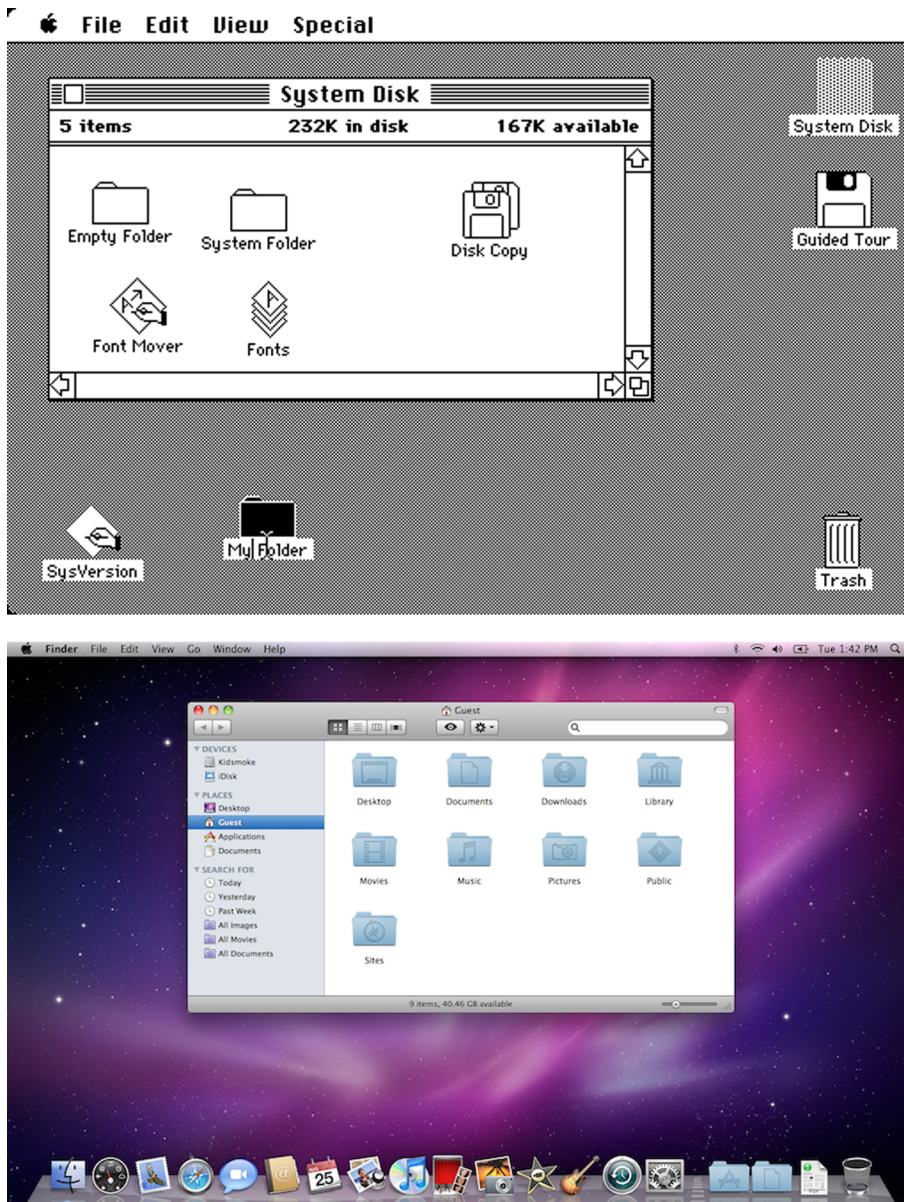 File Edit View Special
System Disk
5 items 232K in disk 167K available
Empty Folder System Folder Disk Copy
Font Mover Fonts
System Disk
Guided Tour
SysVersion My Folder Trash
Finder File Edit View Go Window Help Tue 1:42 PM
Guest
DEVICES
Kidsmoke
iDisk
PLACES
Desktop
Guest
Applications
Documents
SEARCH FOR
Today
Yesterday
Past Week
All Images
All Movies
All Documents
Desktop Documents Downloads Library
Movies Music Pictures Public
Sites
9 items, 40.46 GB available
25